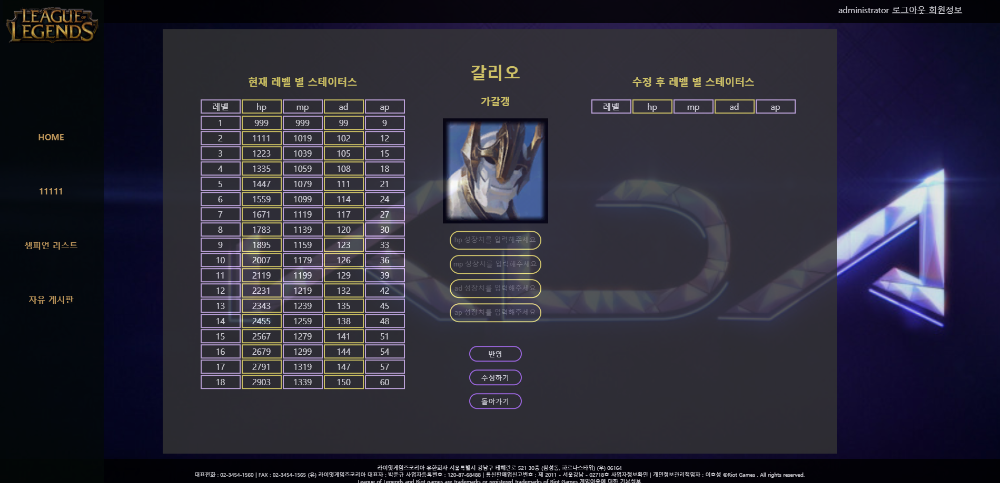 LEAGUE OF LEGENDS
administrator 로그아웃 회원정보
HOME
11111
챔피언 리스트
자유 게시판
현재 레벨 별 스테이터스
레벨 hp mp ad ap
1 999 999 99 9
2 1111 1019 102 12
3 1223 1039 105 15
4 1335 1059 108 18
5 1447 1079 111 21
6 1559 1099 114 24
7 1671 1119 117 27
8 1783 1139 120 30
9 1895 1159 123 33
10 2007 1179 126 36
11 2119 1199 129 39
12 2231 1219 132 42
13 2343 1239 135 45
14 2455 1259 138 48
15 2567 1279 141 51
16 2679 1299 144 54
17 2791 1319 147 57
18 2903 1339 150 60
갈리오
가갈갱
hp 성장치를 입력해주세요
mp 성장치를 입력해주세요
ad 성장치를 입력해주세요
ap 성장치를 입력해주세요
반영
수정하기
돌아가기
수정 후 레벨 별 스테이터스
레벨 hp mp ad ap
라이엇게임즈코리아 유한회사 서울특별시 강남구 테헤란로 521 30층 (삼성동, 파르나스타워) (우) 06164
대표전화 : 02-3454-1560 | FAX : 02-3454-1565 (유) 라이엇게임즈코리아 대표자 : 박준규 사업자등록번호 : 120-87-68488 | 통신판매업신고번호 : 제 2011 - 서울강남 - 02718호 사업자정보확인 | 개인정보관리책임자 : 이효성 ©Riot Games . All rights reserved.
League of Legends and Riot games are trademarks or registered trademarks of Riot Games 게임이용에 대한 기본정보